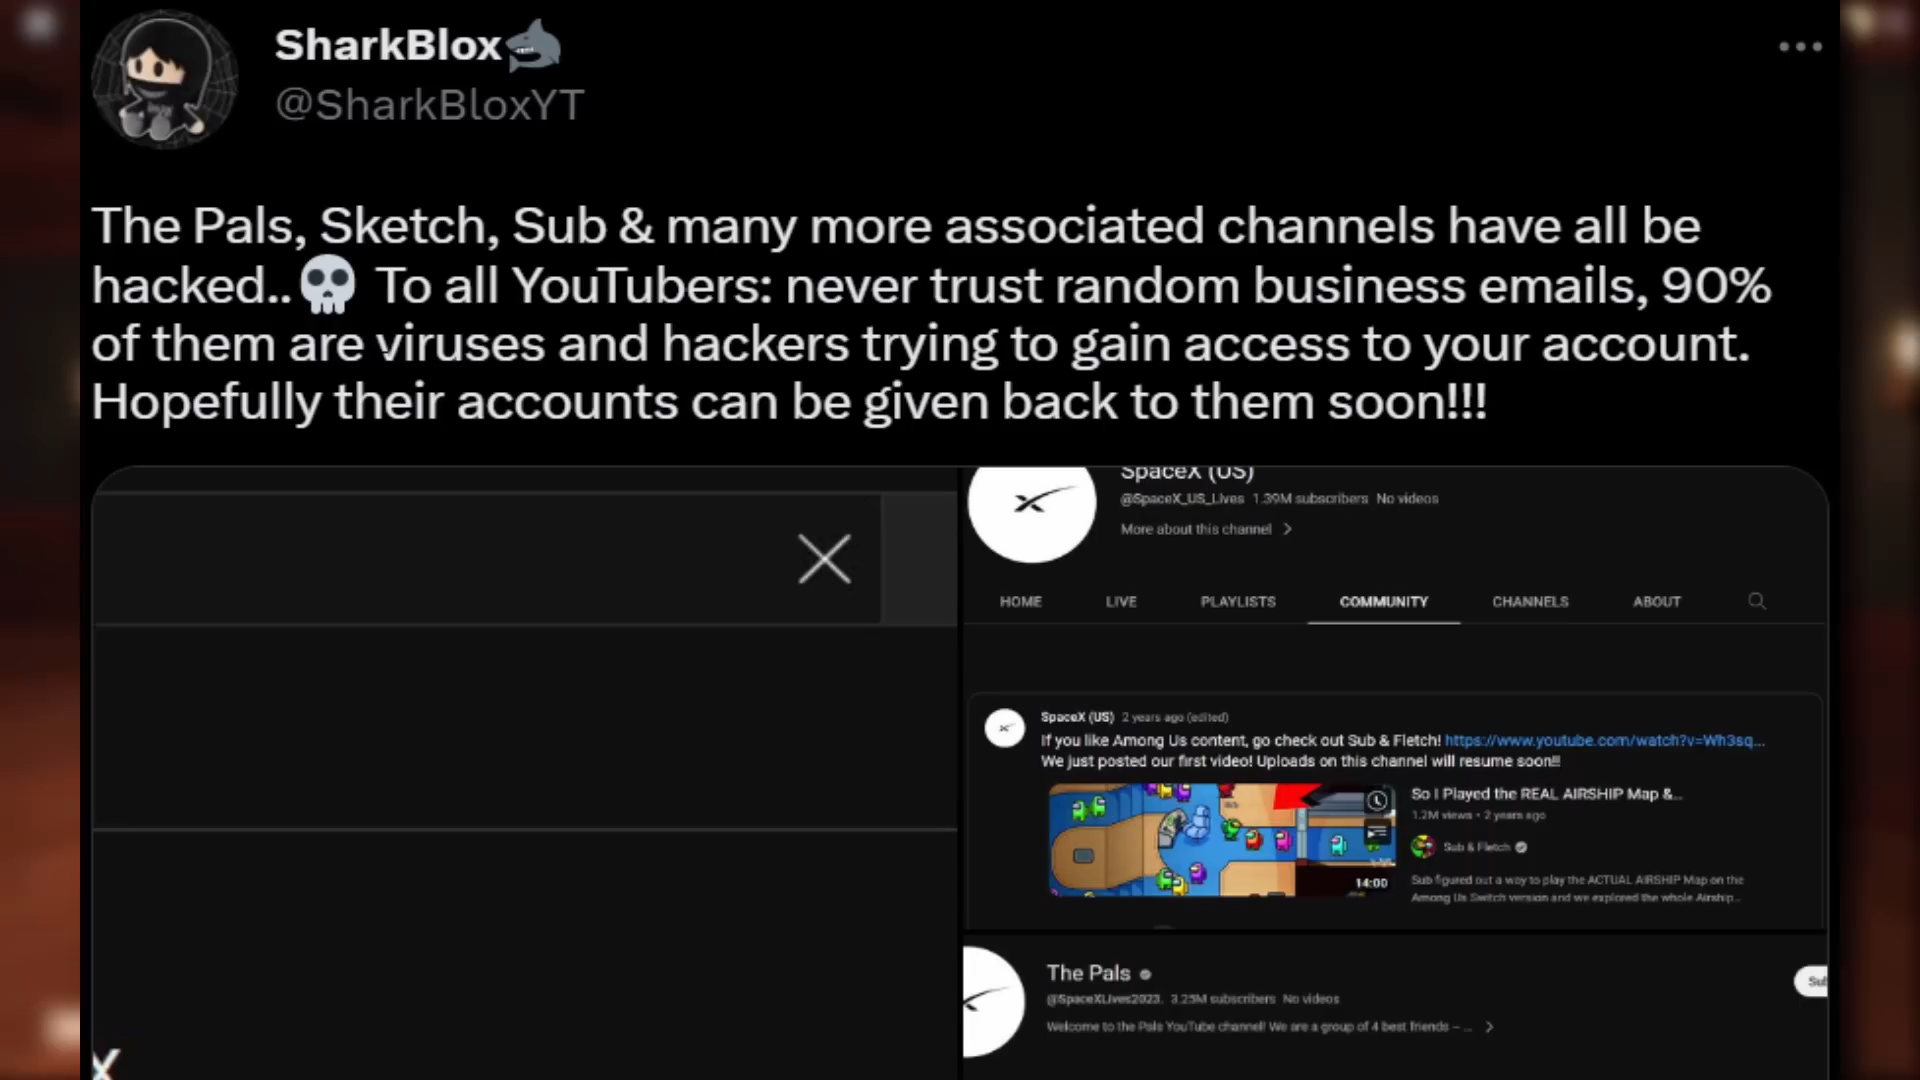 SharkBlox🦈
@SharkBloxYT
The Pals, Sketch, Sub & many more associated channels have all be
hacked..💀 To all YouTubers: never trust random business emails, 90%
of them are viruses and hackers trying to gain access to your account.
Hopefully their accounts can be given back to them soon!!!
SpaceX (US)
@SpaceX_US_Lives 1.39M subscribers No videos
More about this channel >
HOME LIVE PLAYLISTS COMMUNITY CHANNELS ABOUT
SpaceX (US) 2 years ago (edited)
If you like Among Us content, go check out Sub & Fletch! https://www.youtube.com/watch?v=Wh3sq...
We just posted our first video! Uploads on this channel will resume soon!!
So I Played the REAL AIRSHIP Map &...
1.2M views • 2 years ago
Sub & Fletch
14:00
Sub figured out a way to play the ACTUAL AIRSHIP Map on the
Among Us Switch version and we explored the whole Airship...
The Pals
@SpaceXLives2023. 3.25M subscribers No videos
Welcome to the Pals YouTube channel! We are a group of 4 best friends – ... >